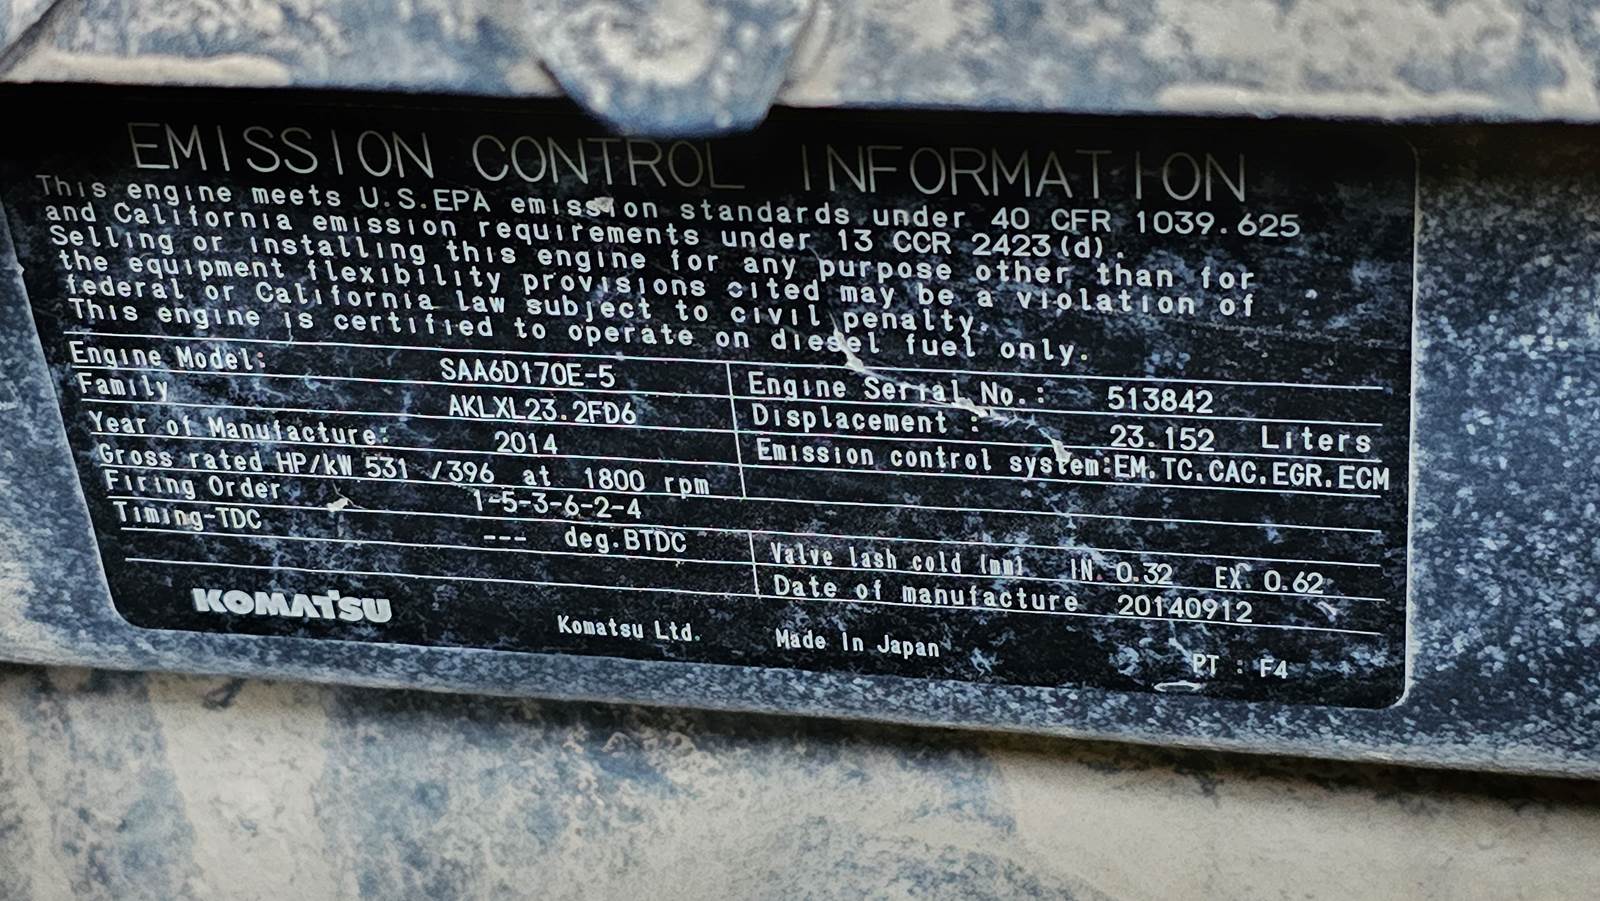 EMISSION CONTROL INFORMATION
This engine meets U.S.EPA emission standards under 40 CFR 1039.625
and California emission requirements under 13 CCR 2423(d).
Selling or installing this engine for any purpose other than for
the equipment flexibility provisions cited may be a violation of
federal or California law subject to civil penalty.
This engine is certified to operate on diesel fuel only.
Engine Model: SAA6D170E-5 Engine Serial No.: 513842
Family AKLXL23.2FD6 Displacement : 23.152 Liters
Year of Manufacture: 2014 Emission control system:EM.TC.CAC.EGR.ECM
Gross rated HP/kW 531 /396 at 1800 rpm
Firing Order 1-5-3-6-2-4
Timing-TDC --- deg.BTDC Valve lash cold (mm) IN. 0.32 EX. 0.62
Date of manufacture 20140912
KOMATSU Komatsu Ltd. Made In Japan PT : F4